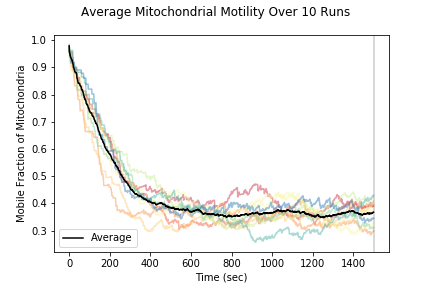 Average Mitochondrial Motility Over 10 Runs
Mobile Fraction of Mitochondria
1.0
0.9
0.8
0.7
0.6
0.5
0.4
0.3
Average
0 200 400 600 800 1000 1200 1400
Time (sec)